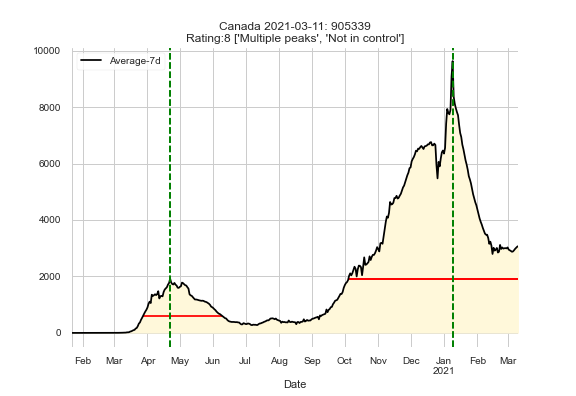 Canada 2021-03-11: 905339
Rating:8 ['Multiple peaks', 'Not in control']
Average-7d
10000
8000
6000
4000
2000
0
Feb Mar Apr May Jun Jul Aug Sep Oct Nov Dec Jan Feb Mar
2021
Date